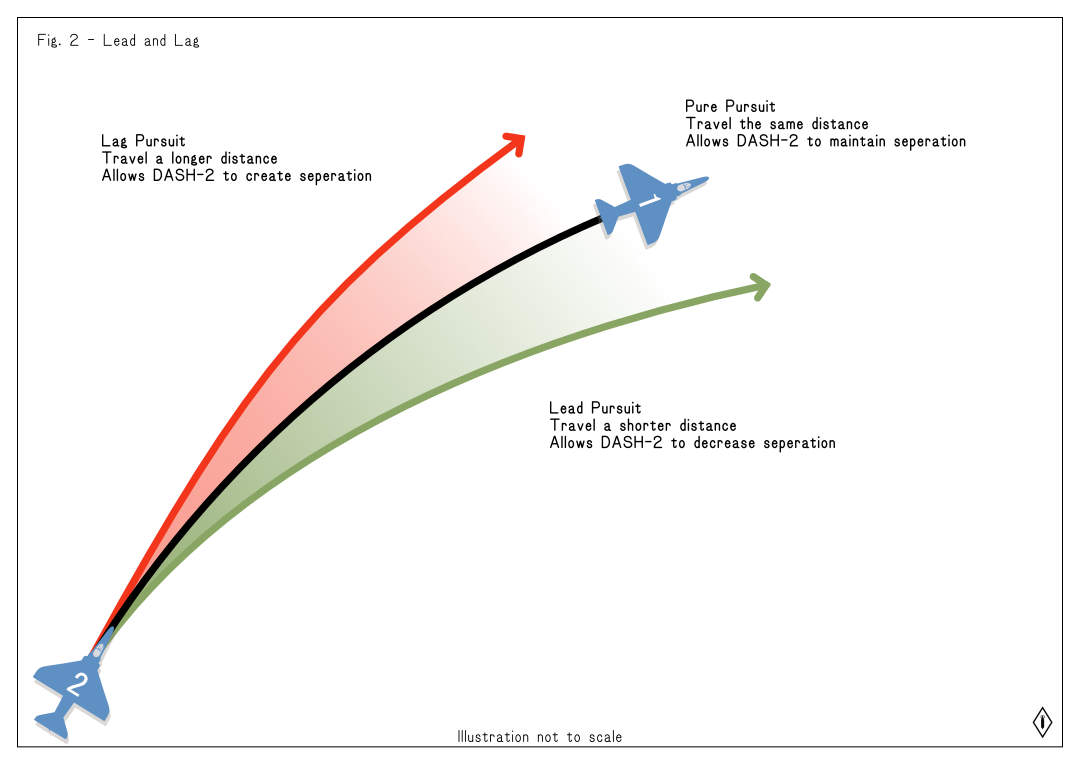 Fig. 2 - Lead and Lag
Pure Pursuit
Travel the same distance
Allows DASH-2 to maintain seperation
Lag Pursuit
Travel a longer distance
Allows DASH-2 to create seperation
1
Lead Pursuit
Travel a shorter distance
Allows DASH-2 to decrease seperation
2
Illustration not to scale